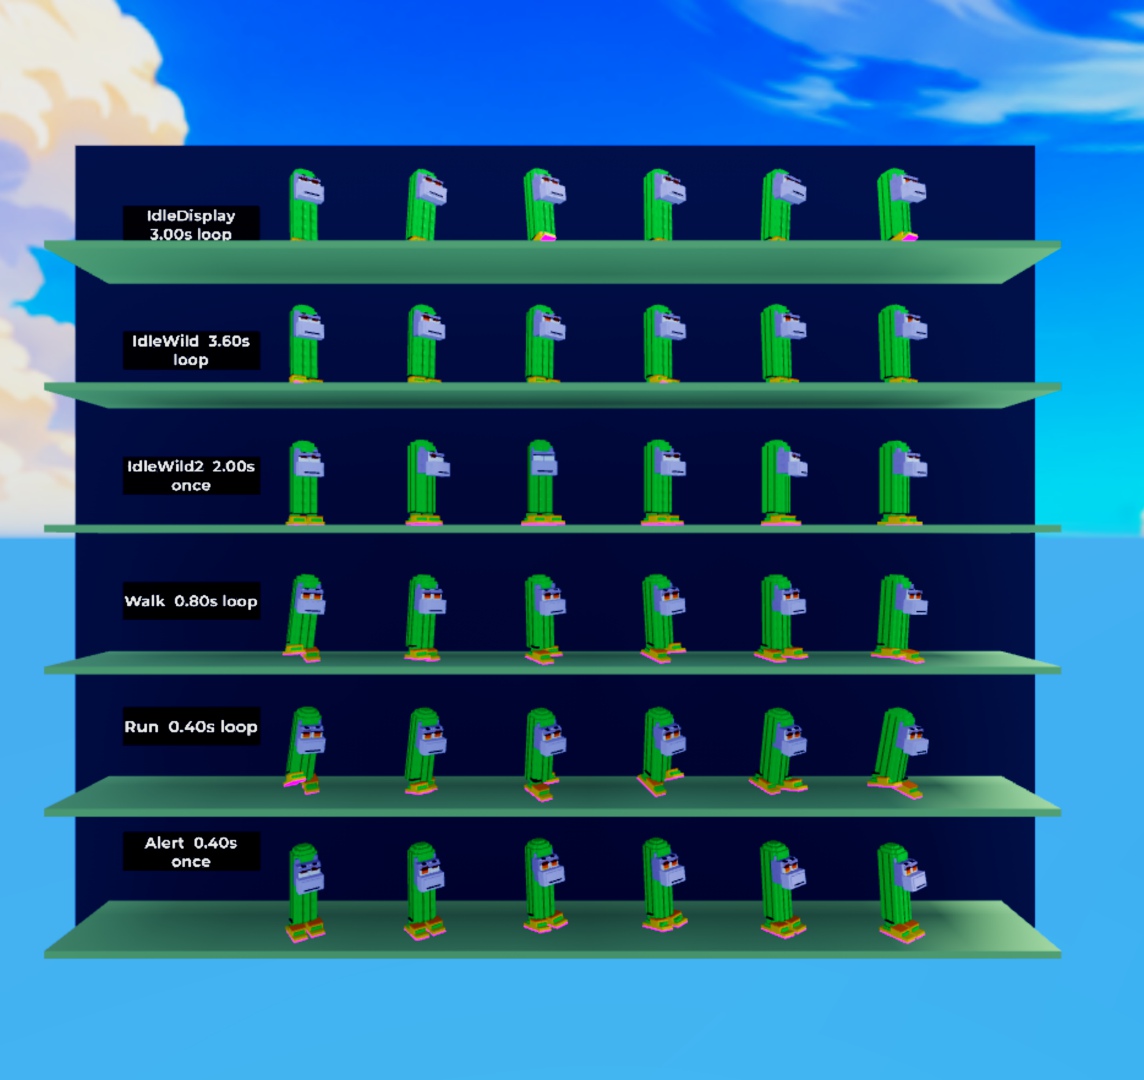 IdleDisplay
3.00s loop
IdleWild 3.60s
loop
IdleWild2 2.00s
once
Walk 0.80s loop
Run 0.40s loop
Alert 0.40s
once